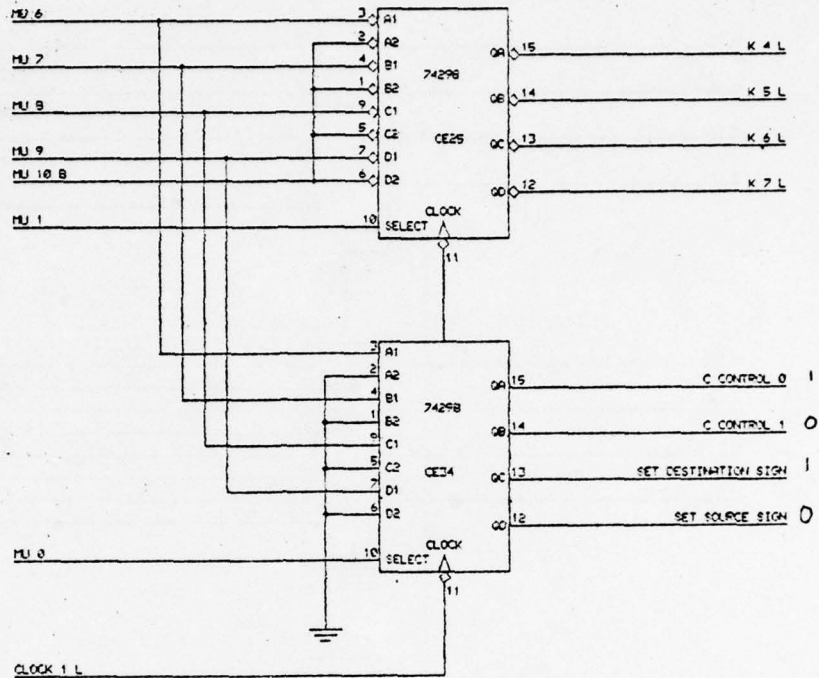 MU 6
3 A1
2 A2
MU 7
4 B1
1 B2
MU 8
9 C1
5 C2
MU 9
7 D1
MU 10 B
6 D2
MU 1
10 SELECT
74298
CE25
CLOCK
11
QA 15 K 4 L
QB 14 K 5 L
QC 13 K 6 L
QD 12 K 7 L
3 A1
2 A2
4 B1
1 B2
9 C1
5 C2
7 D1
6 D2
MU 0
10 SELECT
74298
CE34
CLOCK
11
QA 15 C CONTROL 0 1
QB 14 C CONTROL 1 0
QC 13 SET DESTINATION SIGN 1
QD 12 SET SOURCE SIGN 0
CLOCK 1 L